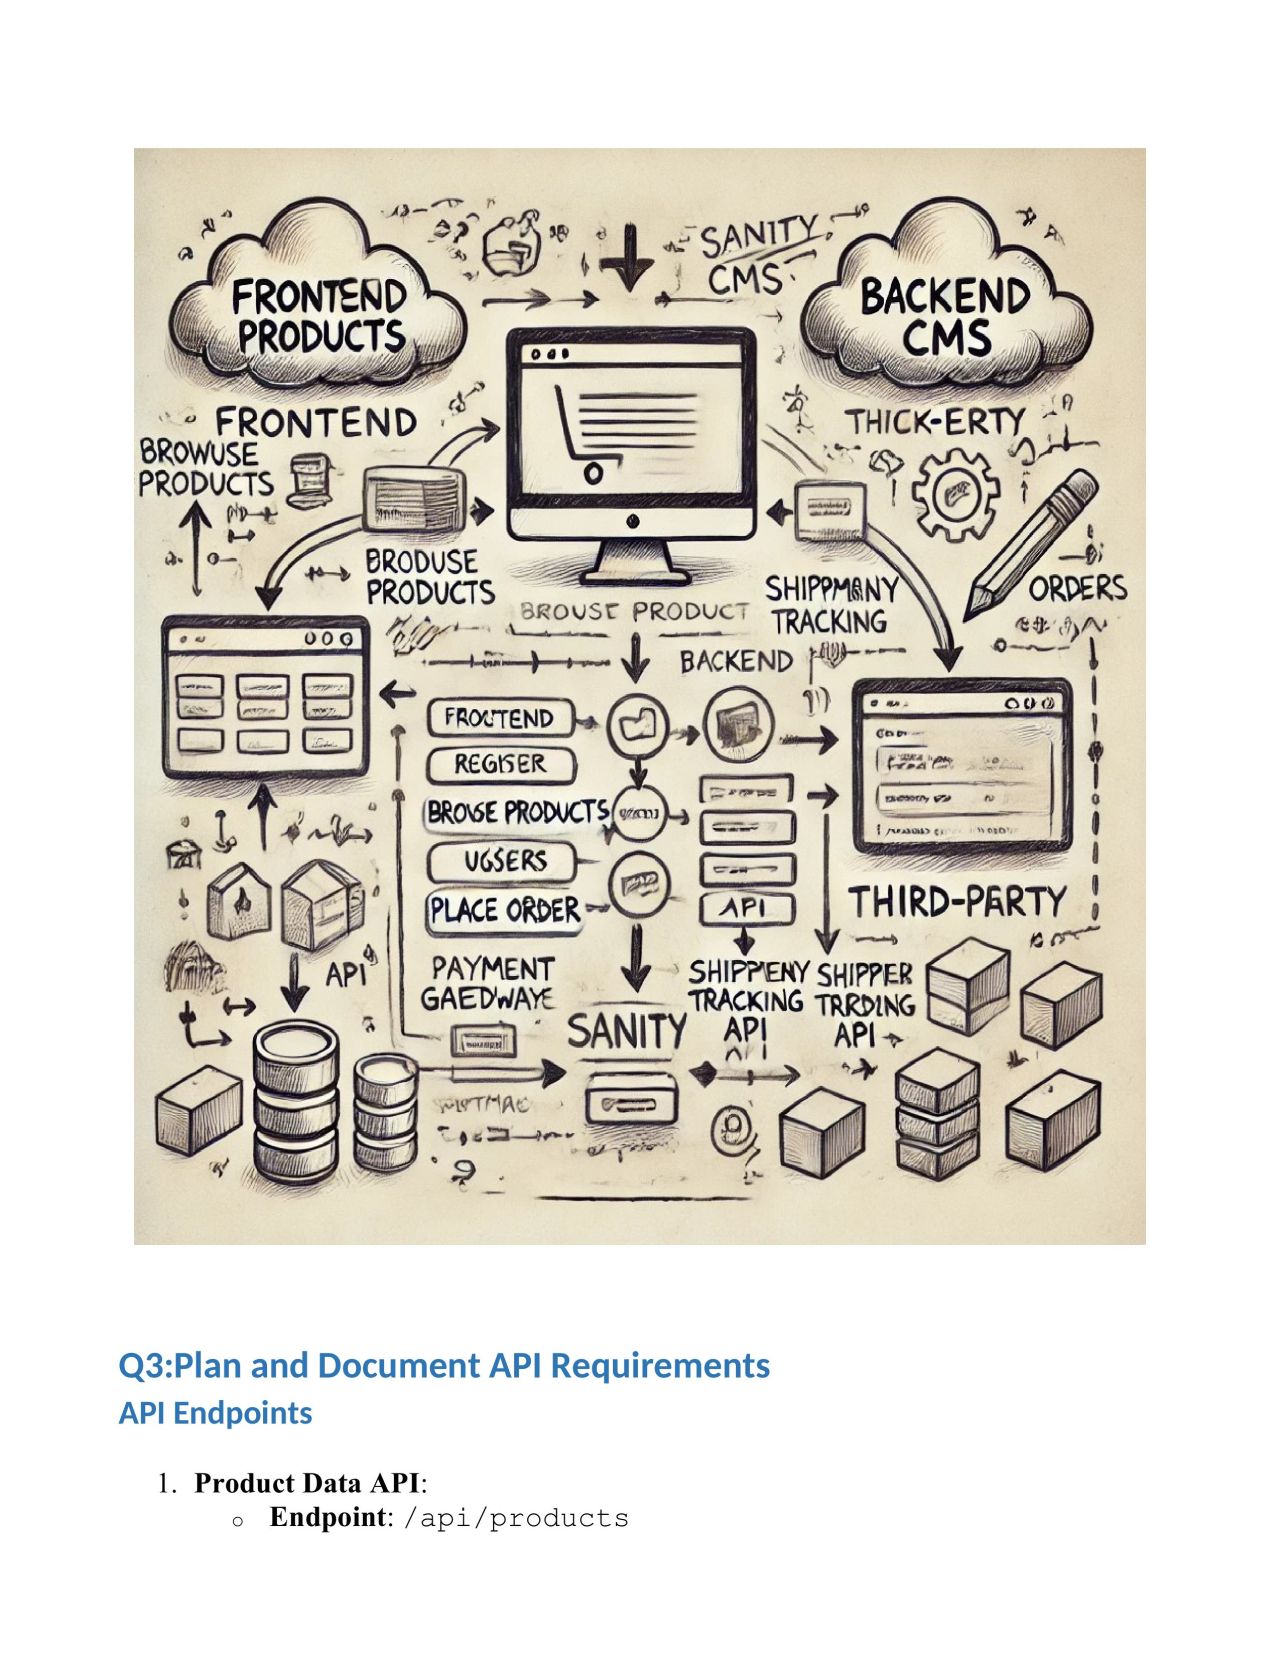 SANITY
CMS
FRONTEND
PRODUCTS
BACKEND
CMS
FRONTEND
THICK-ERTY
BROWUSE
PRODUCTS
BRODUSE
PRODUCTS
BROUSE PRODUCT
SHIPPMANY
TRACKING
ORDERS
BACKEND
FROUTEND
REGISER
BROWSE PRODUCTS
UGSERS
PLACE ORDER
API
THIRD-PARTY
API
PAYMENT
GAEDWAYE
SANITY
SHIPPIENY
TRACKING
API
SHIPPER
TRRDING
API
Q3:Plan and Document API Requirements
API Endpoints
1. Product Data API:
o Endpoint: /api/products